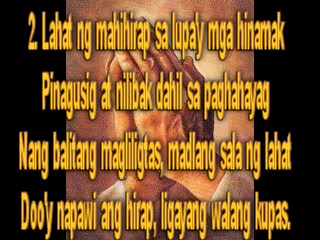 2. Lahat ng mahihirap sa lupa'y mga hinamak
Pinagusig at nilibak dahil sa paghahayag
Nang balitang magliligtas, madlang sala ng lahat
Doo'y napawi ang hirap, ligayang walang kupas.